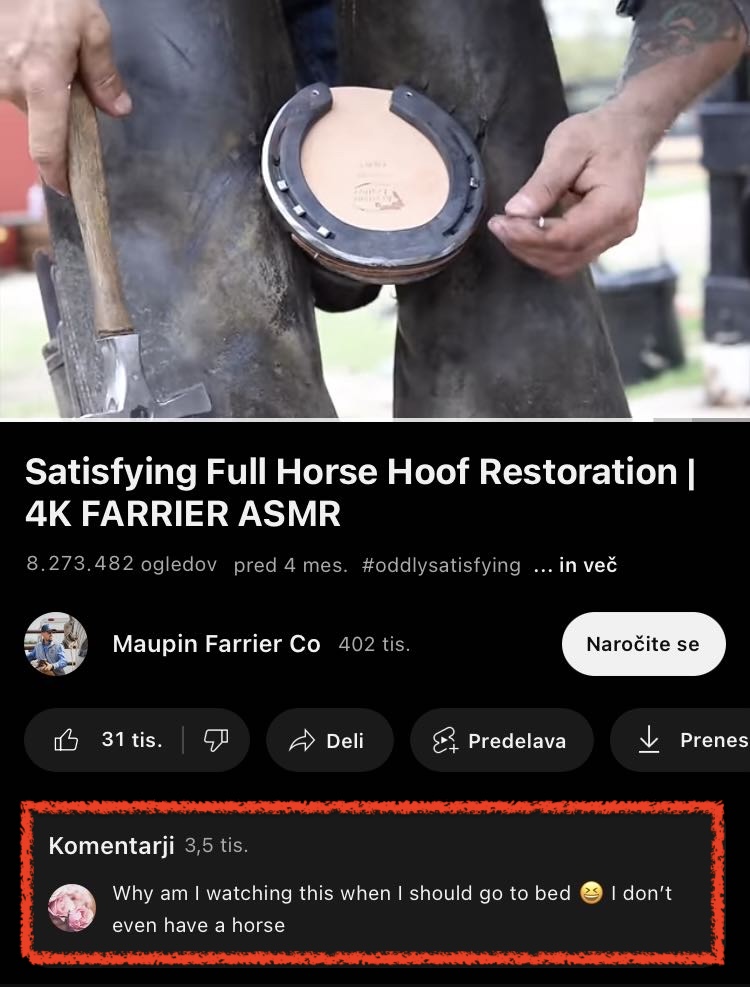 Satisfying Full Horse Hoof Restoration |
4K FARRIER ASMR
8.273.482 ogledov pred 4 mes. #oddlysatisfying ... in več
Maupin Farrier Co 402 tis.
Naročite se
31 tis. Deli Predelava Prenes
Komentarji 3,5 tis.
Why am I watching this when I should go to bed 😆 I don’t
even have a horse